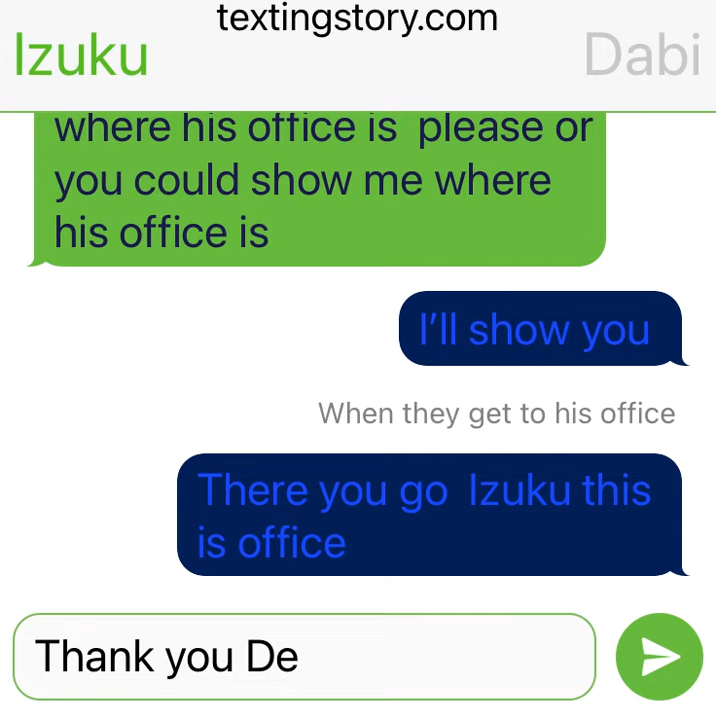 textingstory.com
Izuku
Dabi
where his office is please or
you could show me where
his office is
I'll show you
When they get to his office
There you go Izuku this
is office
Thank you De